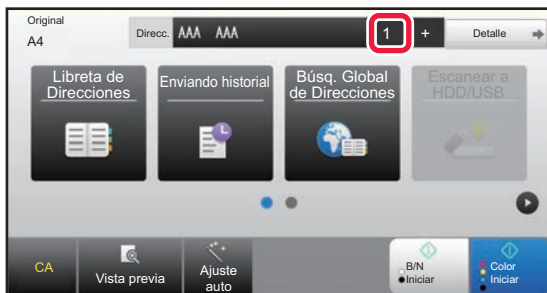 Original
A4
Direcc. AAA AAA 1 + Detalle
Libreta de
Direcciones
Enviando historial
Búsq. Global
de Direcciones
Escanear a
HDD/USB
CA
Vista previa
Ajuste
auto
B/N
Iniciar
Color
Iniciar